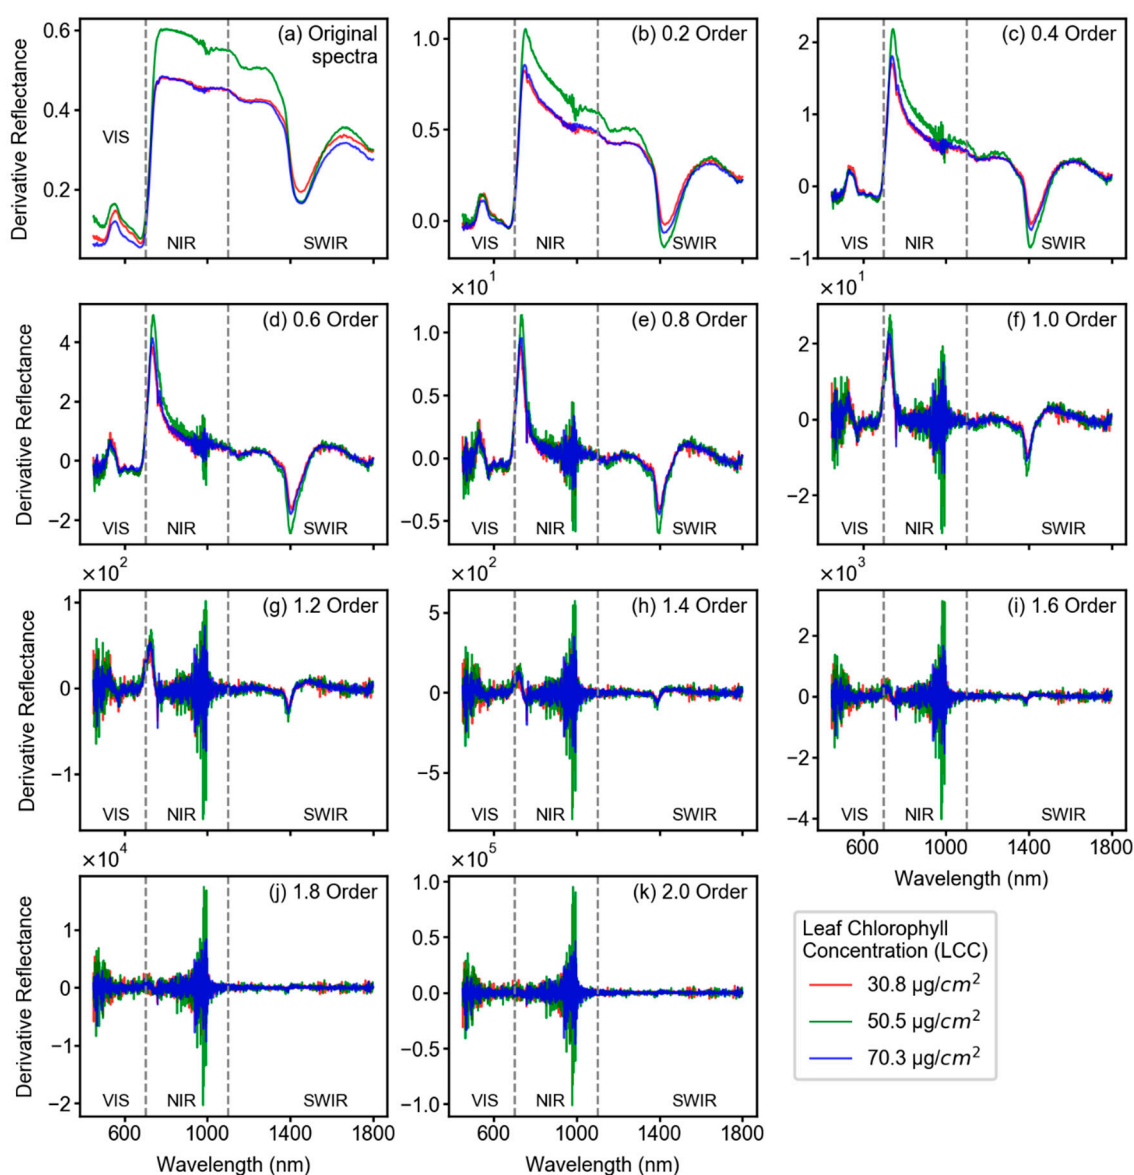 0.6
0.4
0.2
Derivative Reflectance
(a) Original
spectra
VIS
NIR
SWIR
1.0
0.5
0.0
(b) 0.2 Order
VIS
NIR
SWIR
2
1
0
−1
(c) 0.4 Order
VIS
NIR
SWIR
4
2
0
−2
Derivative Reflectance
(d) 0.6 Order
VIS
NIR
SWIR
×10¹
1.0
0.5
0.0
−0.5
(e) 0.8 Order
VIS
NIR
SWIR
×10¹
2
0
−2
(f) 1.0 Order
VIS
NIR
SWIR
×10²
1
0
−1
Derivative Reflectance
(g) 1.2 Order
VIS
NIR
SWIR
×10²
5
0
−5
(h) 1.4 Order
VIS
NIR
SWIR
×10³
2
0
−2
−4
(i) 1.6 Order
VIS
NIR
SWIR
600 1000 1400 1800
Wavelength (nm)
×10⁴
1
0
−1
−2
Derivative Reflectance
(j) 1.8 Order
VIS
NIR
SWIR
600 1000 1400 1800
Wavelength (nm)
×10⁵
1.0
0.5
0.0
−0.5
−1.0
(k) 2.0 Order
VIS
NIR
SWIR
600 1000 1400 1800
Wavelength (nm)
Leaf Chlorophyll
Concentration (LCC)
30.8 μg/cm²
50.5 μg/cm²
70.3 μg/cm²